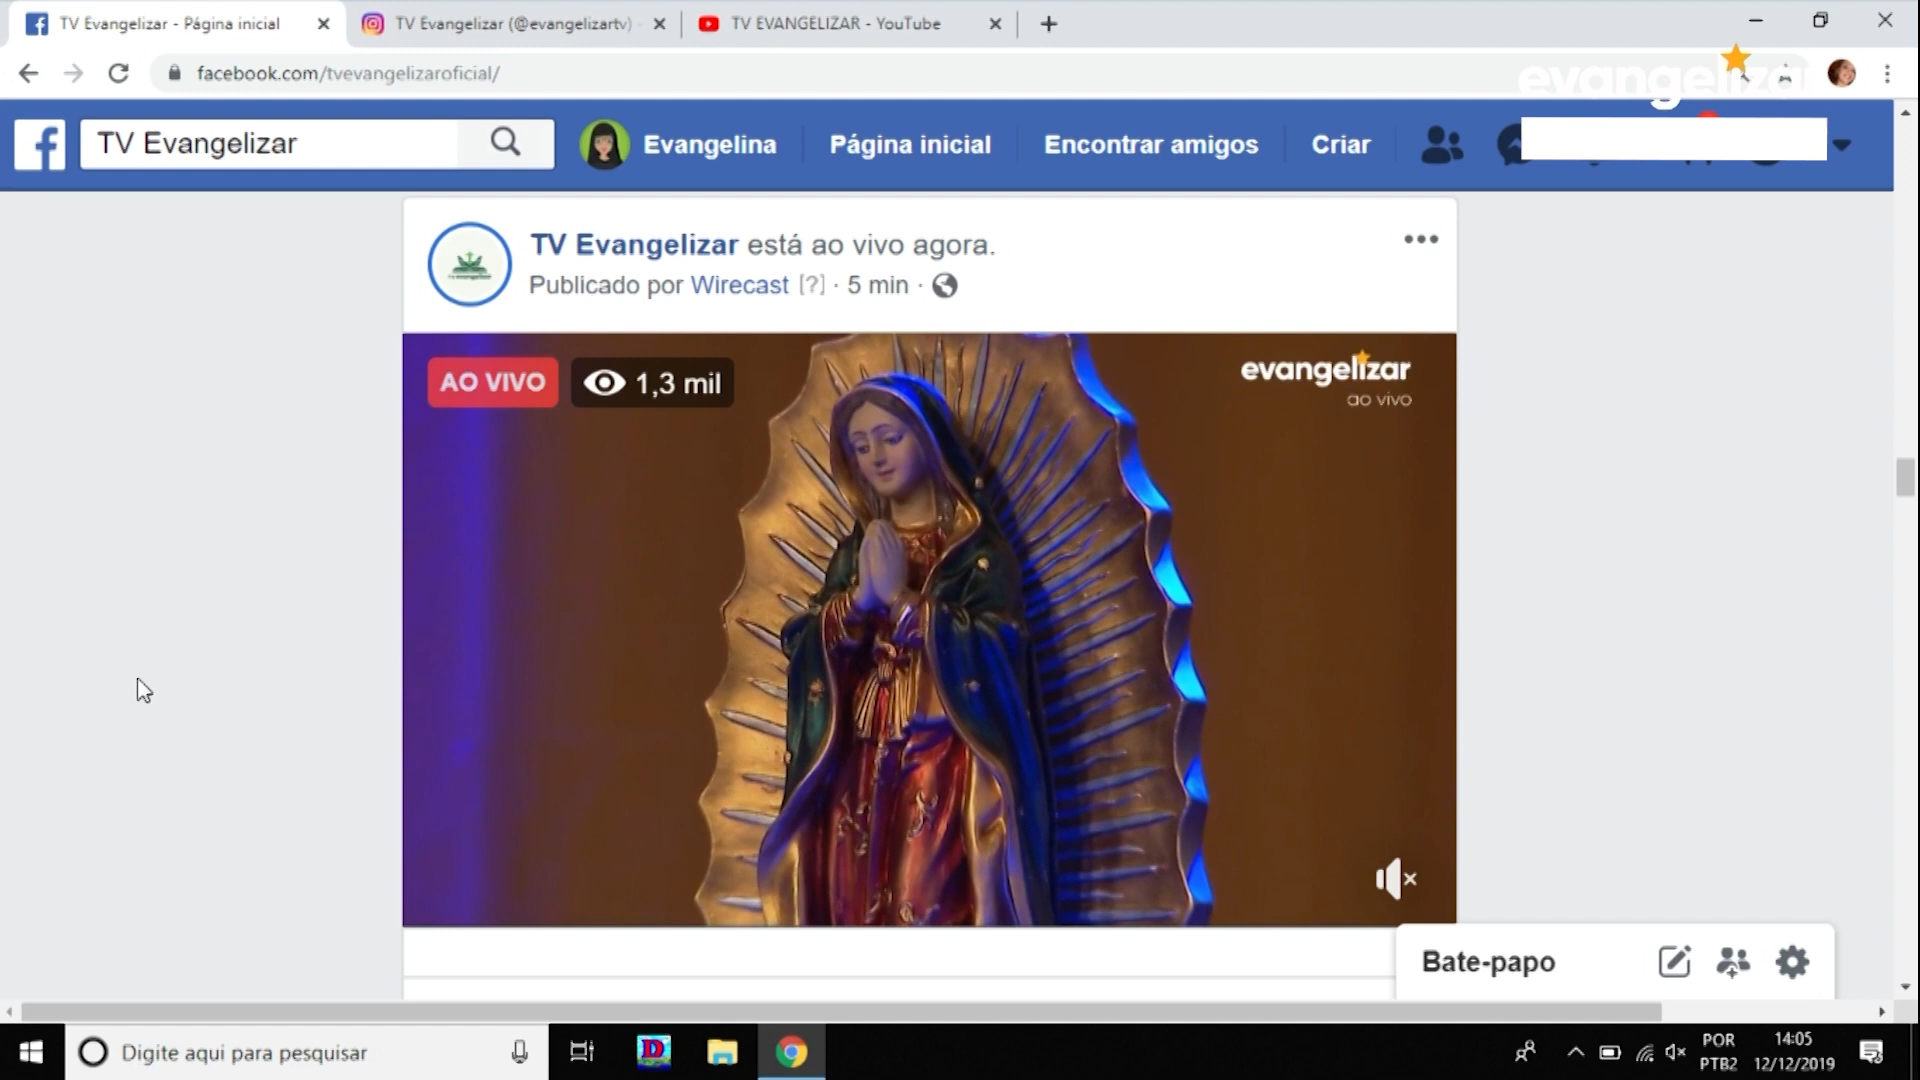 TV Evangelizar - Página inicial
TV Evangelizar (@evangelizartv) -
TV EVANGELIZAR - YouTube
facebook.com/tvevangelizaroficial/
evangelizar
TV Evangelizar
Evangelina
Página inicial
Encontrar amigos
Criar
TV Evangelizar está ao vivo agora.
Publicado por Wirecast [?] · 5 min ·
AO VIVO
1,3 mil
evangelizar
ao vivo
Bate-papo
Digite aqui para pesquisar
POR
PTB2
14:05
12/12/2019